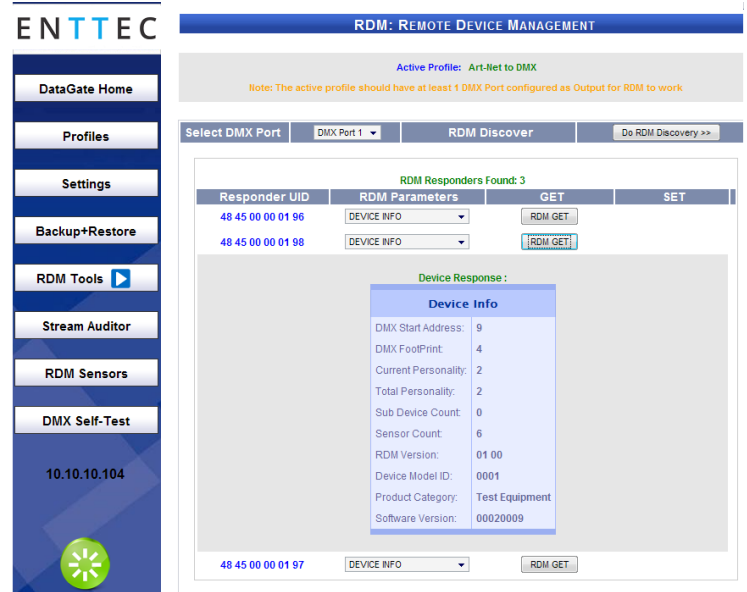 ENTTEC
RDM: REMOTE DEVICE MANAGEMENT
Active Profile: Art-Net to DMX
Note: The active profile should have at least 1 DMX Port configured as Output for RDM to work
DataGate Home
Profiles
Settings
Backup+Restore
RDM Tools
Stream Auditor
RDM Sensors
DMX Self-Test
10.10.10.104
Select DMX Port DMX Port 1 RDM Discover Do RDM Discovery >>
RDM Responders Found: 3
Responder UID RDM Parameters GET SET
48 45 00 00 01 96 DEVICE INFO RDM GET
48 45 00 00 01 98 DEVICE INFO RDM GET
Device Response :
Device Info
DMX Start Address: 9
DMX FootPrint: 4
Current Personality: 2
Total Personality: 2
Sub Device Count: 0
Sensor Count: 6
RDM Version: 01 00
Device Model ID: 0001
Product Category: Test Equipment
Software Version: 00020009
48 45 00 00 01 97 DEVICE INFO RDM GET